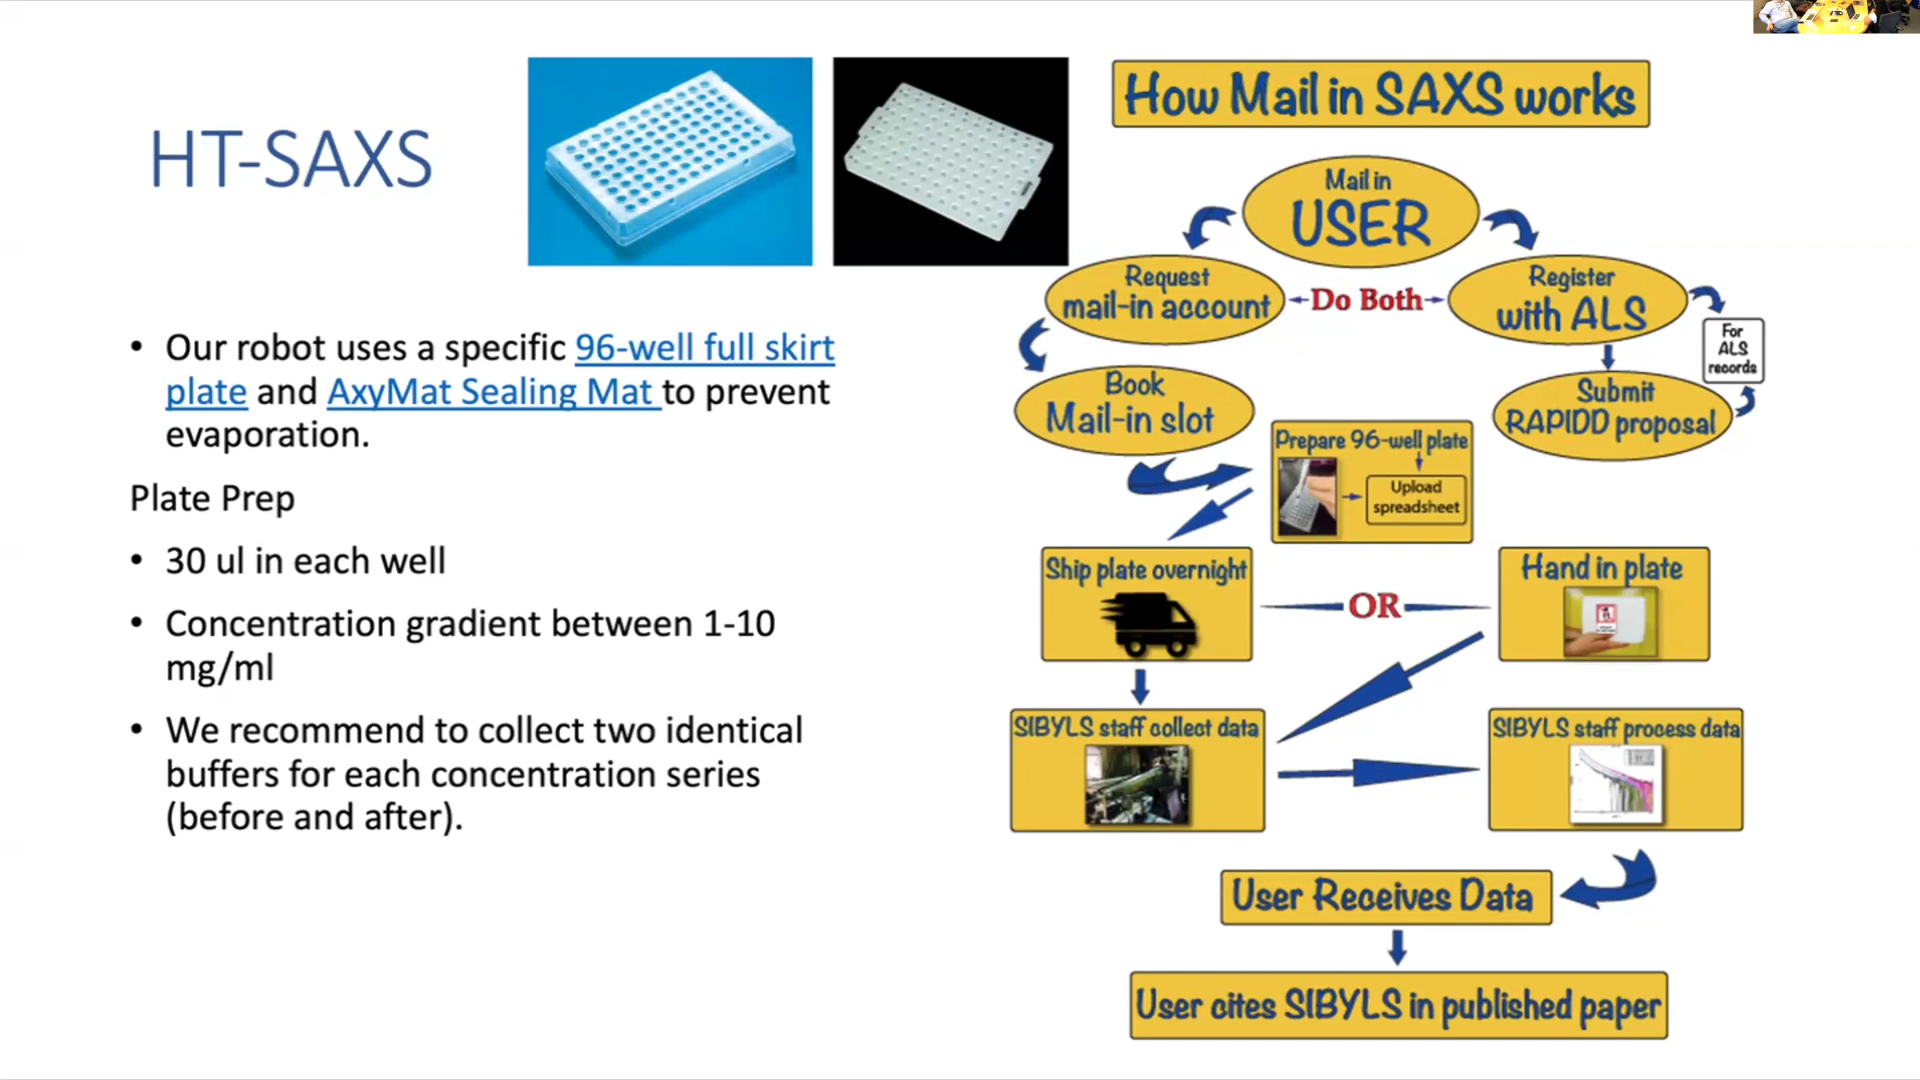 HT-SAXS
• Our robot uses a specific 96-well full skirt
plate and AxyMat Sealing Mat to prevent
evaporation.
Plate Prep
• 30 ul in each well
• Concentration gradient between 1-10
mg/ml
• We recommend to collect two identical
buffers for each concentration series
(before and after).
How Mail in SAXS works
Mail in
USER
Request
mail-in account
Do Both
Register
with ALS
For
ALS
records
Book
Mail-in slot
Submit
RAPIDD proposal
Prepare 96-well plate
Upload
spreadsheet
Ship plate overnight
OR
Hand in plate
SIBYLS staff collect data
SIBYLS staff process data
User Receives Data
User cites SIBYLS in published paper